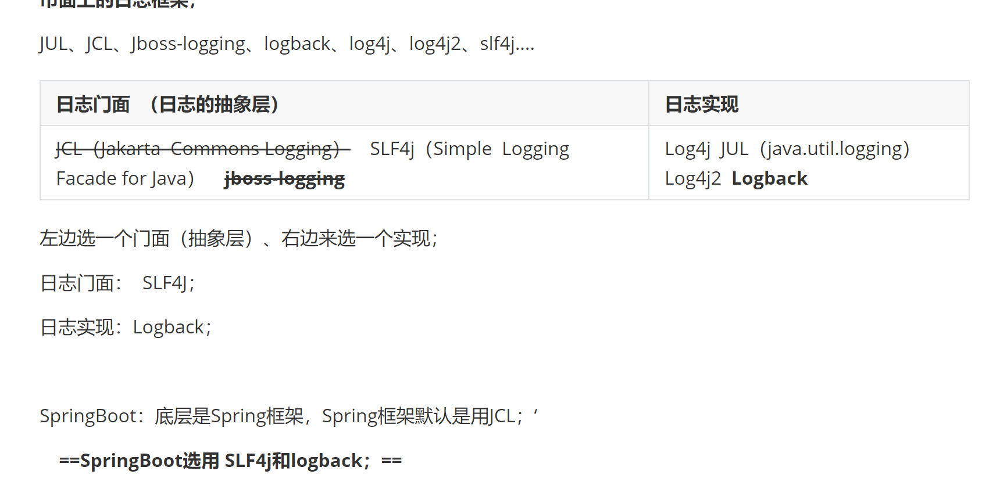 市面上的日志框架；
JUL、JCL、Jboss-logging、logback、log4j、log4j2、slf4j....
日志门面 （日志的抽象层）
日志实现
JCL（Jakarta Commons Logging） SLF4j（Simple Logging
Facade for Java） jboss-logging
Log4j JUL（java.util.logging）
Log4j2 Logback
左边选一个门面（抽象层）、右边来选一个实现；
日志门面： SLF4J；
日志实现：Logback；
SpringBoot：底层是Spring框架，Spring框架默认是用JCL；‘
==SpringBoot选用 SLF4j和logback；==